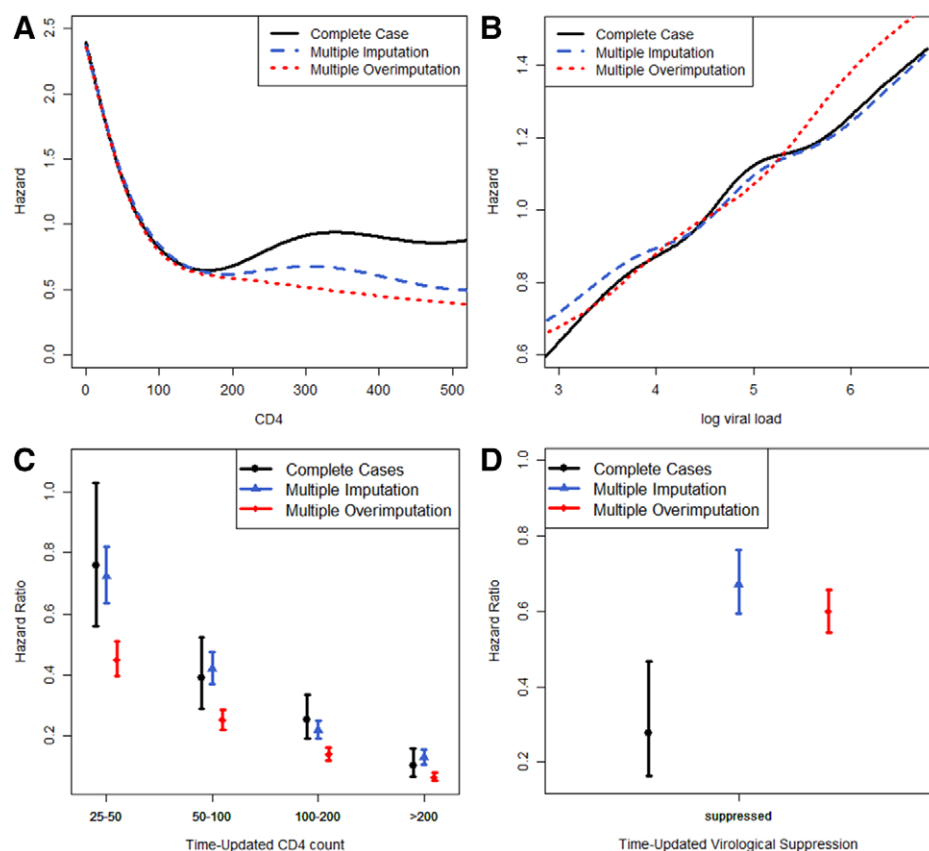 A
Complete Case
Multiple Imputation
Multiple Overimputation
Hazard
2.5
2.0
1.5
1.0
0.5
0.0
0 100 200 300 400 500
CD4
B
Complete Case
Multiple Imputation
Multiple Overimputation
Hazard
1.4
1.2
1.0
0.8
0.6
3 4 5 6
log viral load
C
Complete Cases
Multiple Imputation
Multiple Overimputation
Hazard Ratio
1.0
0.8
0.6
0.4
0.2
25-50 50-100 100-200 >200
Time-Updated CD4 count
D
Complete Cases
Multiple Imputation
Multiple Overimputation
Hazard Ratio
1.0
0.8
0.6
0.4
0.2
suppressed
Time-Updated Virological Suppression